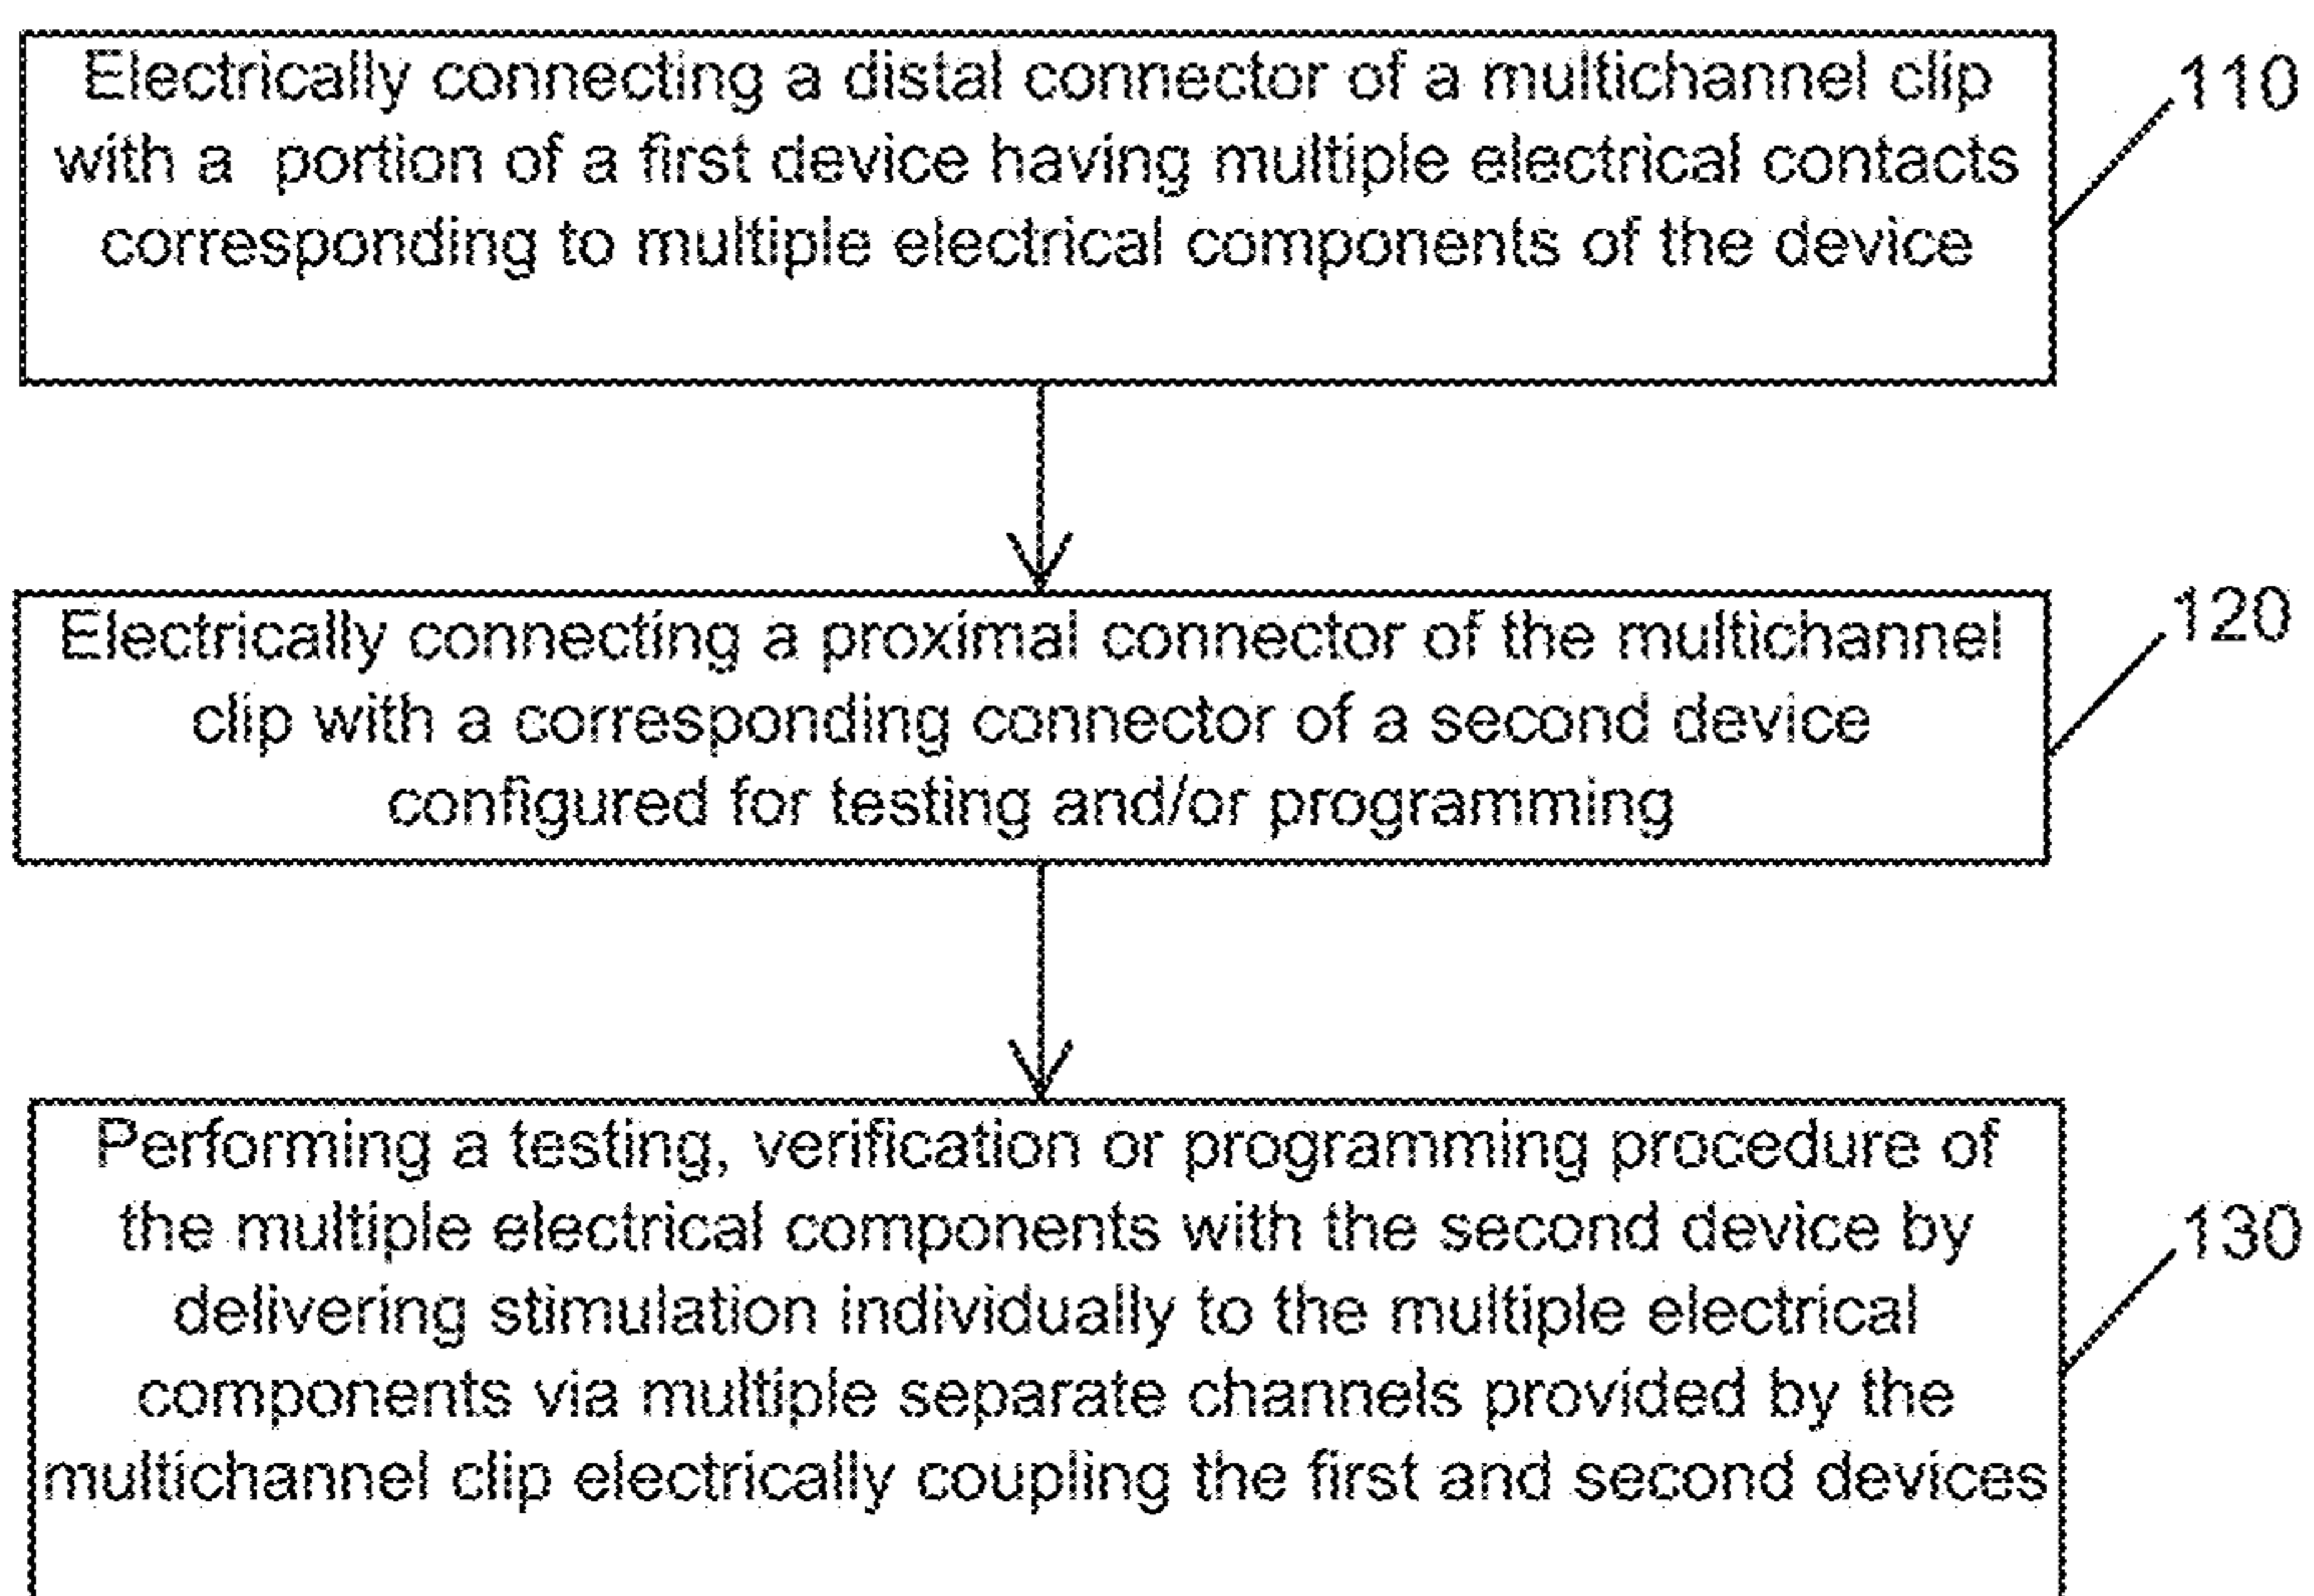 Electrically connecting a distal connector of a multichannel clip
with a portion of a first device having multiple electrical contacts
corresponding to multiple electrical components of the device
110
Electrically connecting a proximal connector of the multichannel
clip with a corresponding connector of a second device
configured for testing and/or programming
120
Performing a testing, verification or programming procedure of
the multiple electrical components with the second device by
delivering stimulation individually to the multiple electrical
components via multiple separate channels provided by the
multichannel clip electrically coupling the first and second devices
130